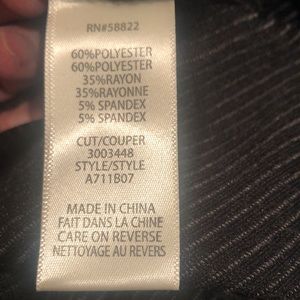 RN#58822
60%POLYESTER
60%POLYESTER
35%RAYON
35%RAYONNE
5% SPANDEX
5% SPANDEX
CUT/COUPER
3003448
STYLE/STYLE
A711B07
MADE IN CHINA
FAIT DANS LA CHINE
CARE ON REVERSE
NETTOYAGE AU REVERS